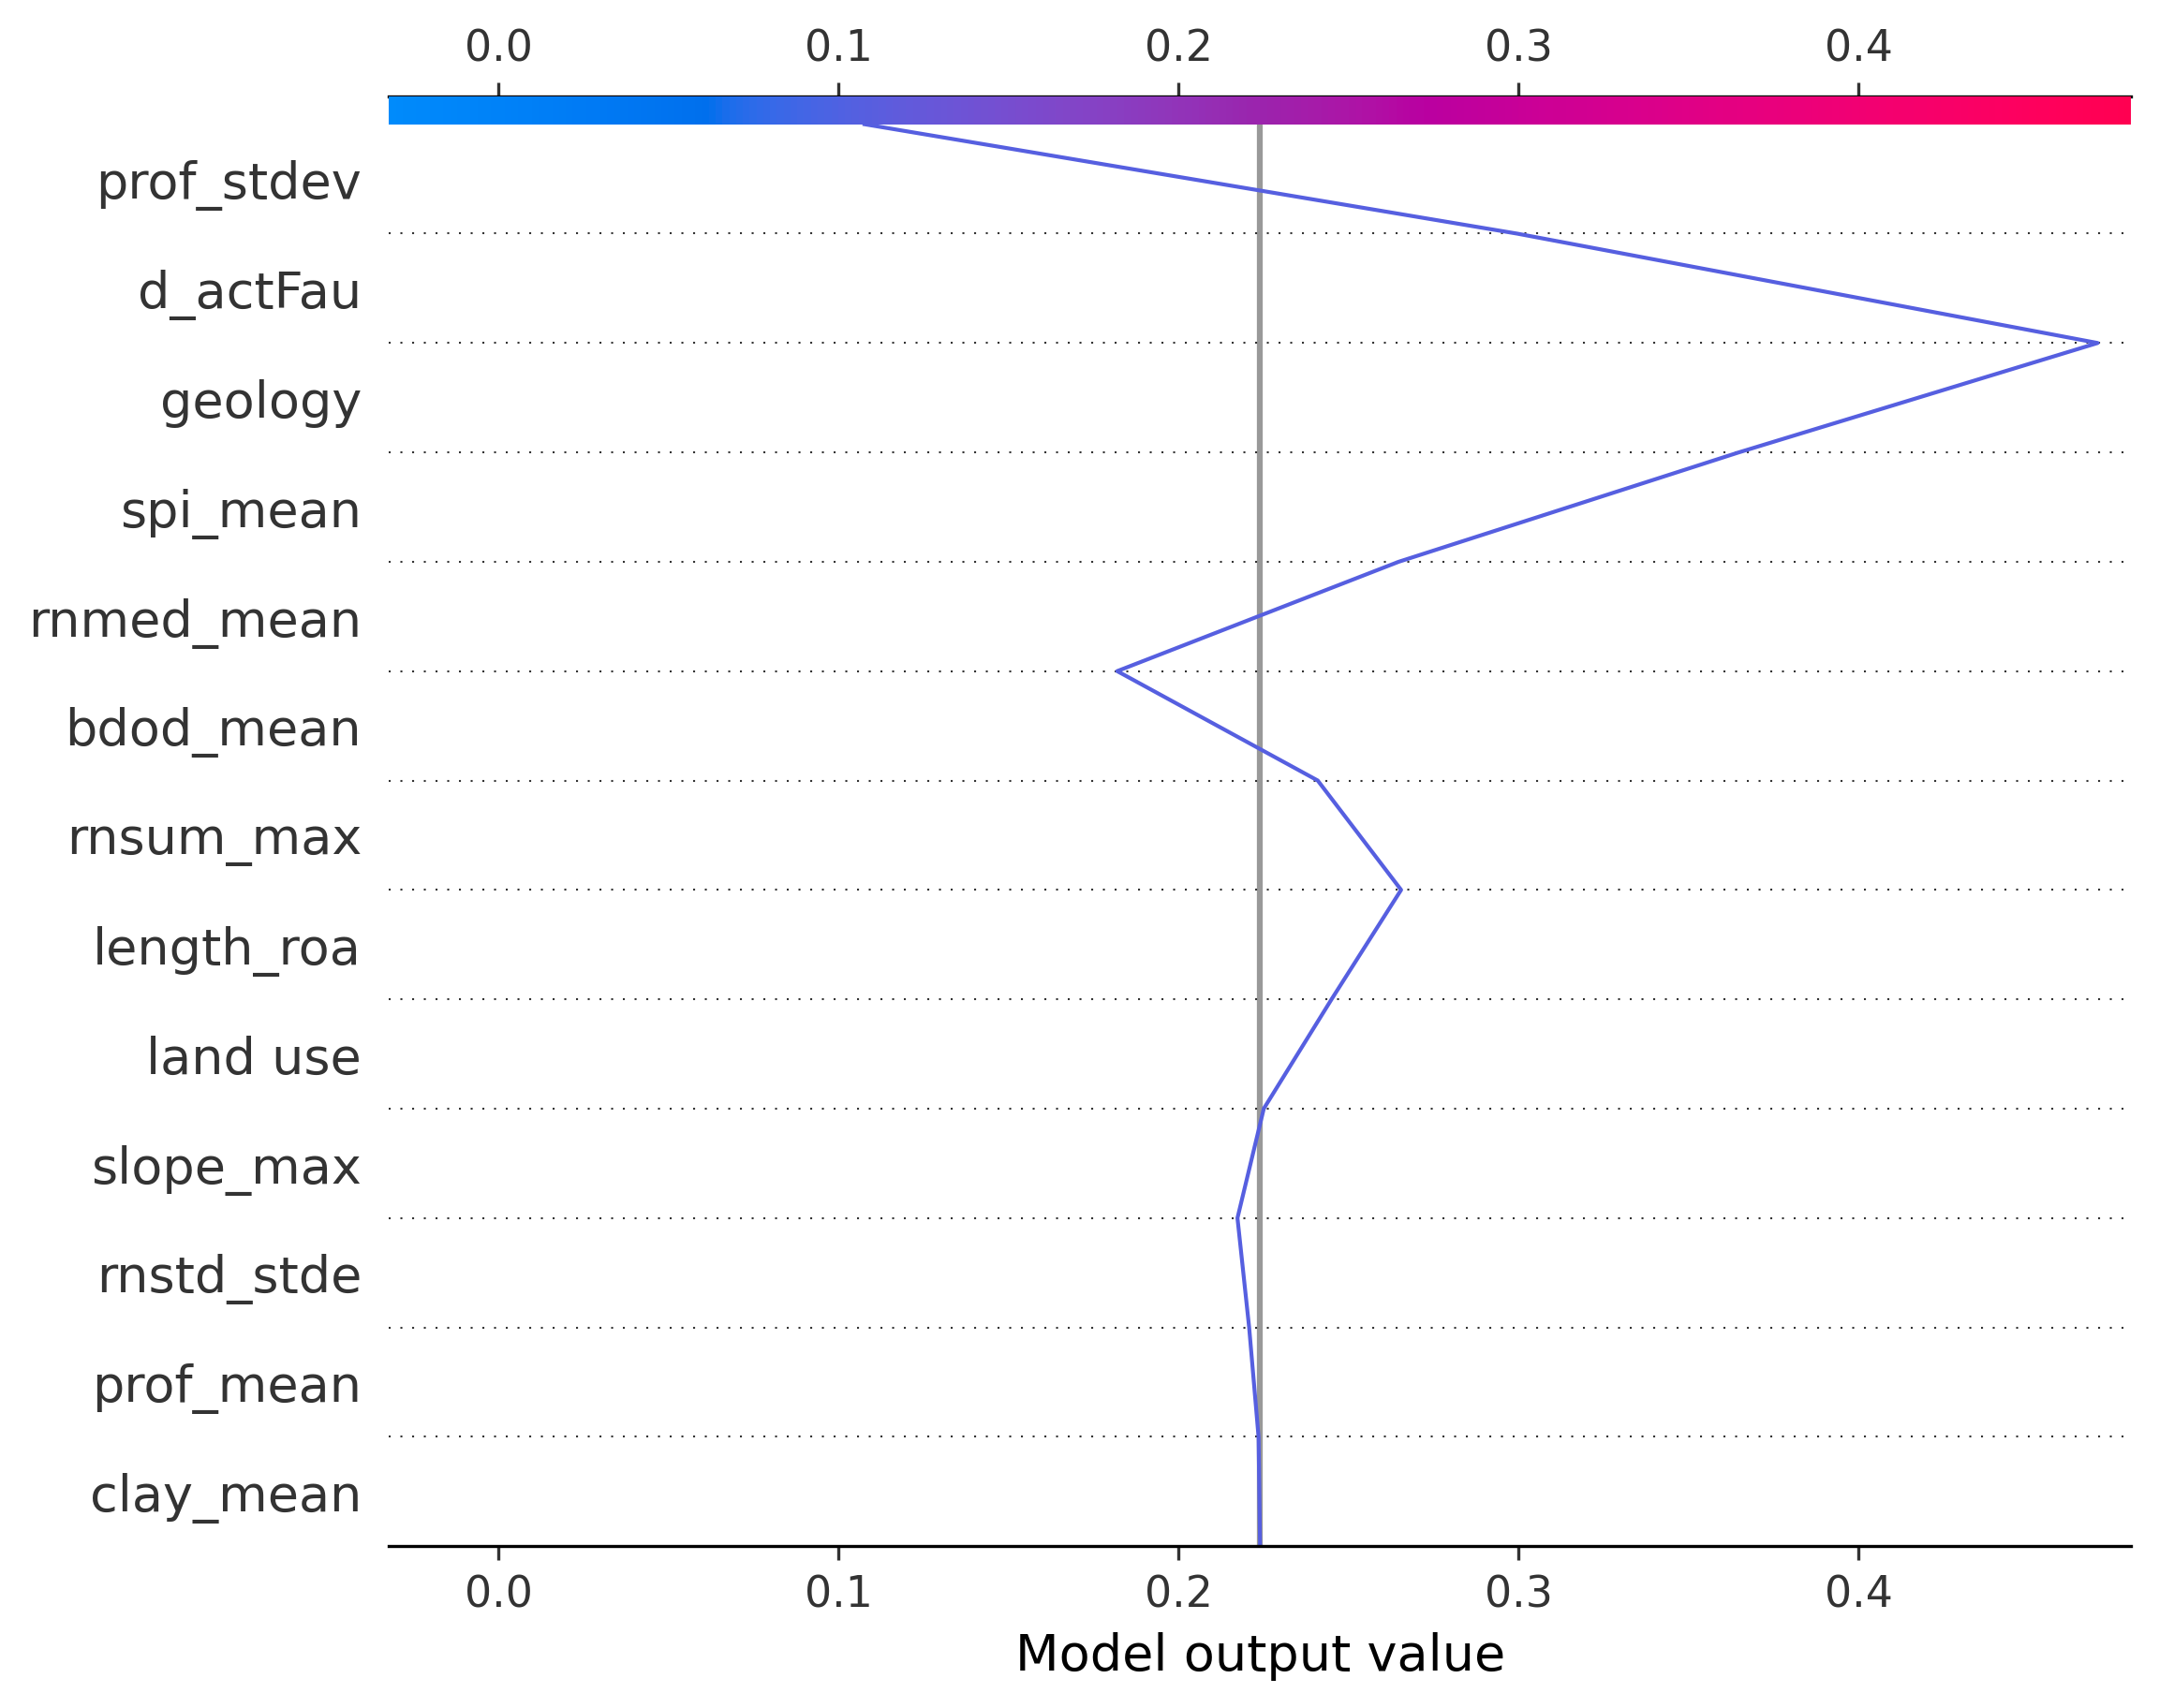 0.0 0.1 0.2 0.3 0.4
prof_stdev
d_actFau
geology
spi_mean
rnmed_mean
bdod_mean
rnsum_max
length_roa
land use
slope_max
rnstd_stde
prof_mean
clay_mean
0.0 0.1 0.2 0.3 0.4
Model output value